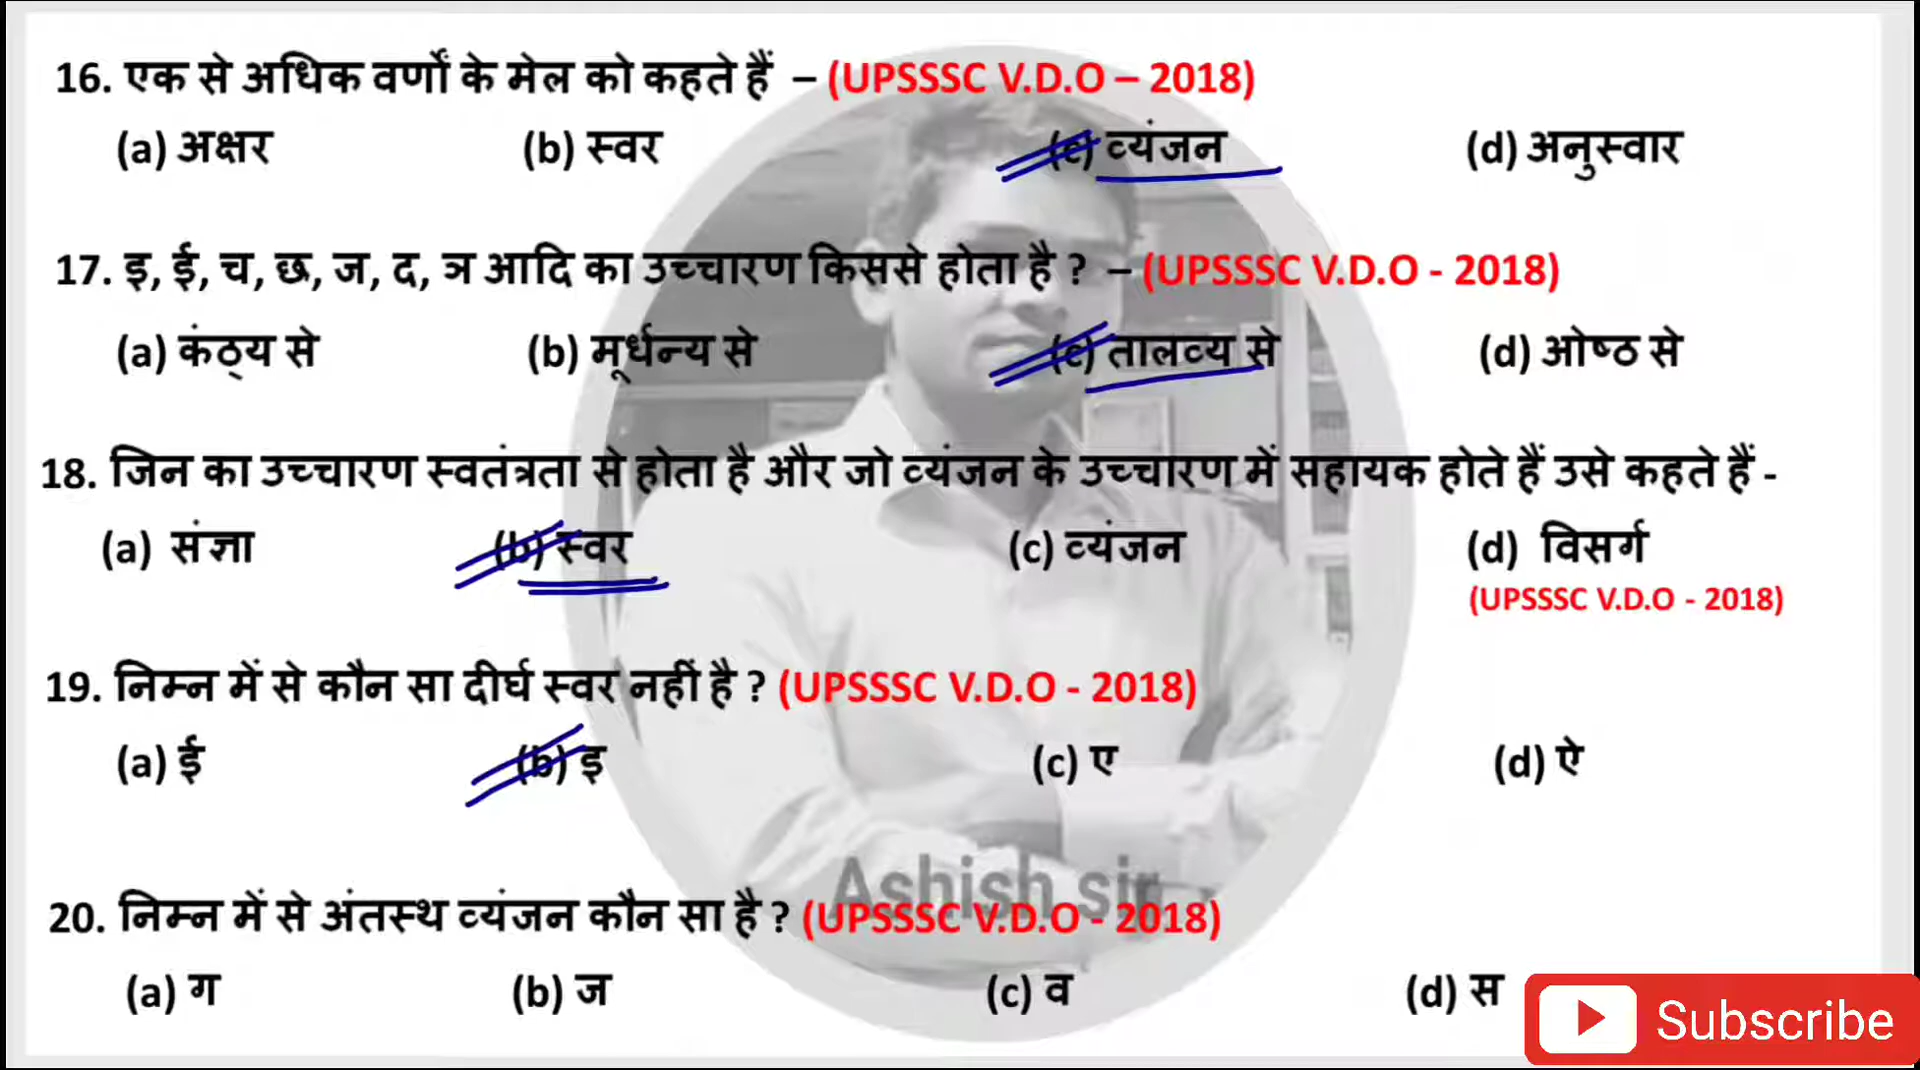 16. एक से अधिक वर्णों के मेल को कहते हैं – (UPSSSC V.D.O – 2018)
(a) अक्षर (b) स्वर (c) व्यंजन (d) अनुस्वार
17. इ, ई, च, छ, ज, द, ञ आदि का उच्चारण किससे होता है ? – (UPSSSC V.D.O - 2018)
(a) कंठ्य से (b) मूर्धन्य से (c) तालव्य से (d) ओष्ठ से
18. जिन का उच्चारण स्वतंत्रता से होता है और जो व्यंजन के उच्चारण में सहायक होते हैं उसे कहते हैं -
(a) संज्ञा (b) स्वर (c) व्यंजन (d) विसर्ग
(UPSSSC V.D.O - 2018)
19. निम्न में से कौन सा दीर्घ स्वर नहीं है ? (UPSSSC V.D.O - 2018)
(a) ई (b) इ (c) ए (d) ऐ
Ashish sir
20. निम्न में से अंतस्थ व्यंजन कौन सा है ? (UPSSSC V.D.O - 2018)
(a) ग (b) ज (c) व (d) स
Subscribe